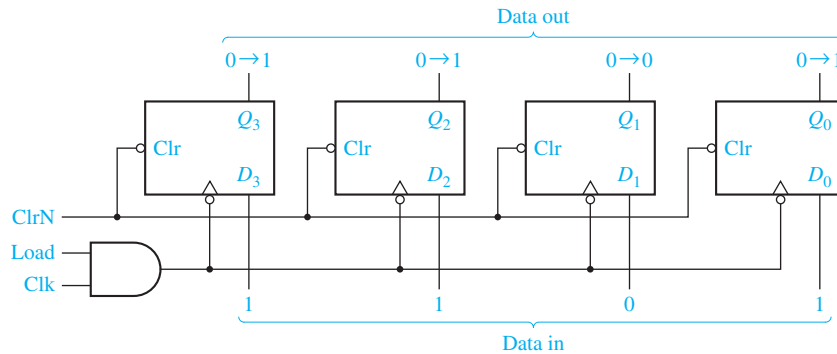 Data out
0→1 0→1 0→0 0→1
Q3 Q2 Q1 Q0
Clr Clr Clr Clr
D3 D2 D1 D0
ClrN
Load
Clk
1 1 0 1
Data in